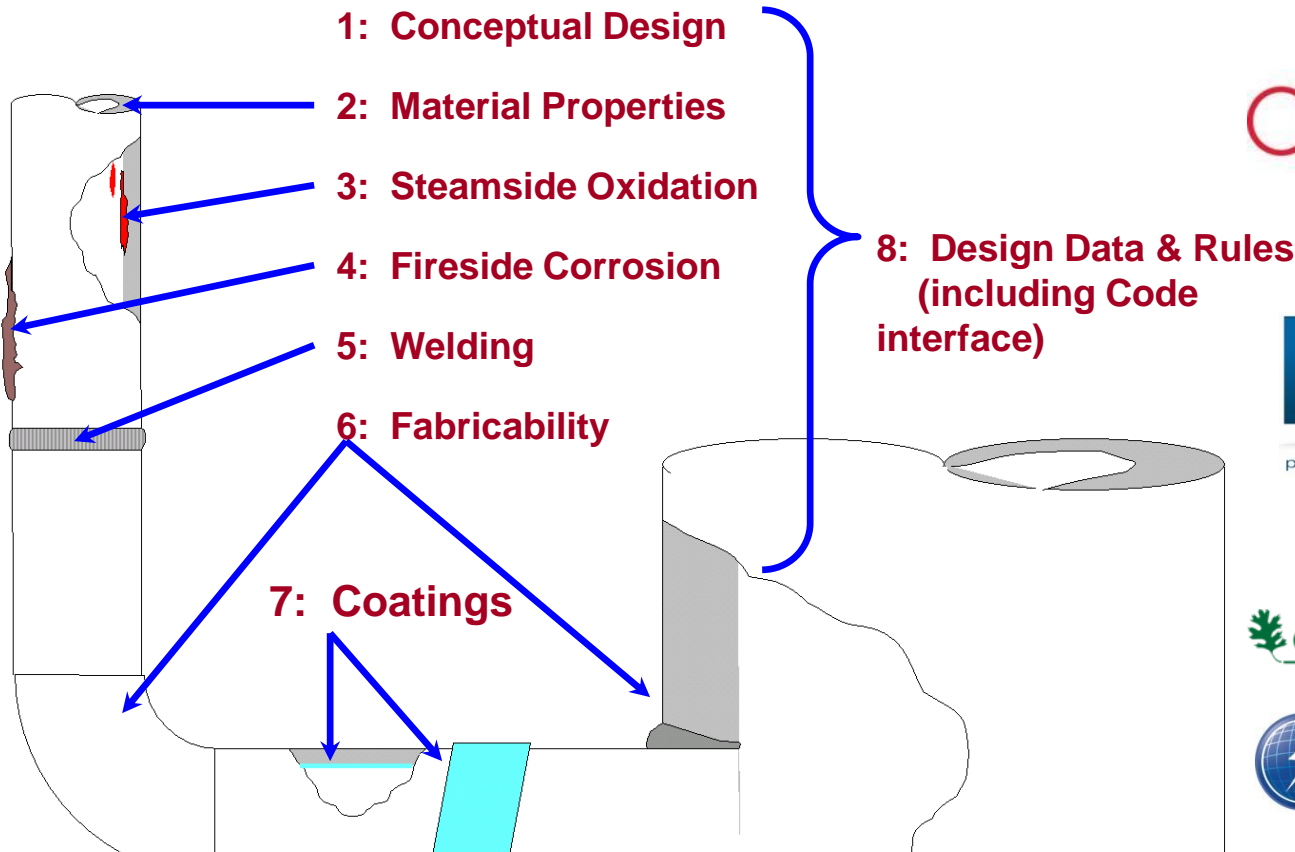 1: Conceptual Design
2: Material Properties
3: Steamside Oxidation
4: Fireside Corrosion
5: Welding
6: Fabricability
7: Coatings
8: Design Data & Rules
(including Code
interface)